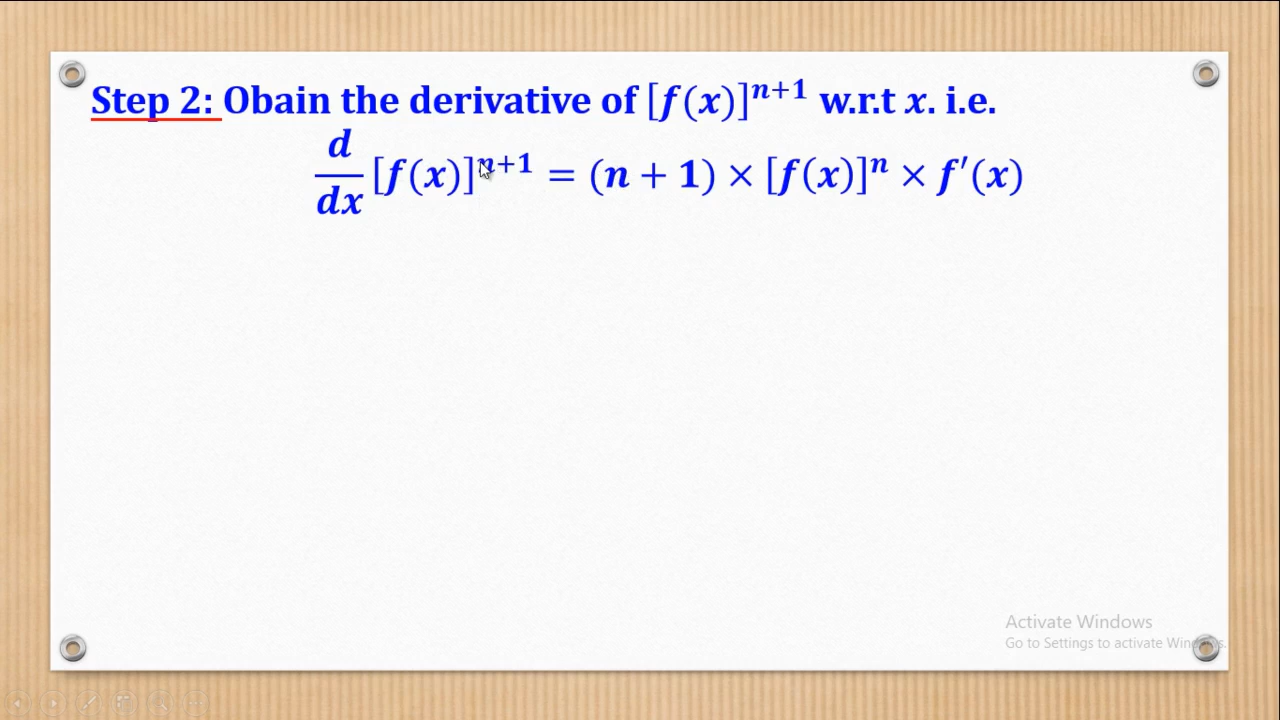 Step 2: Obain the derivative of [f(x)]ⁿ⁺¹ w.r.t x. i.e.
d/dx [f(x)]ⁿ⁺¹ = (n + 1) × [f(x)]ⁿ × f′(x)
Activate Windows
Go to Settings to activate Windows.